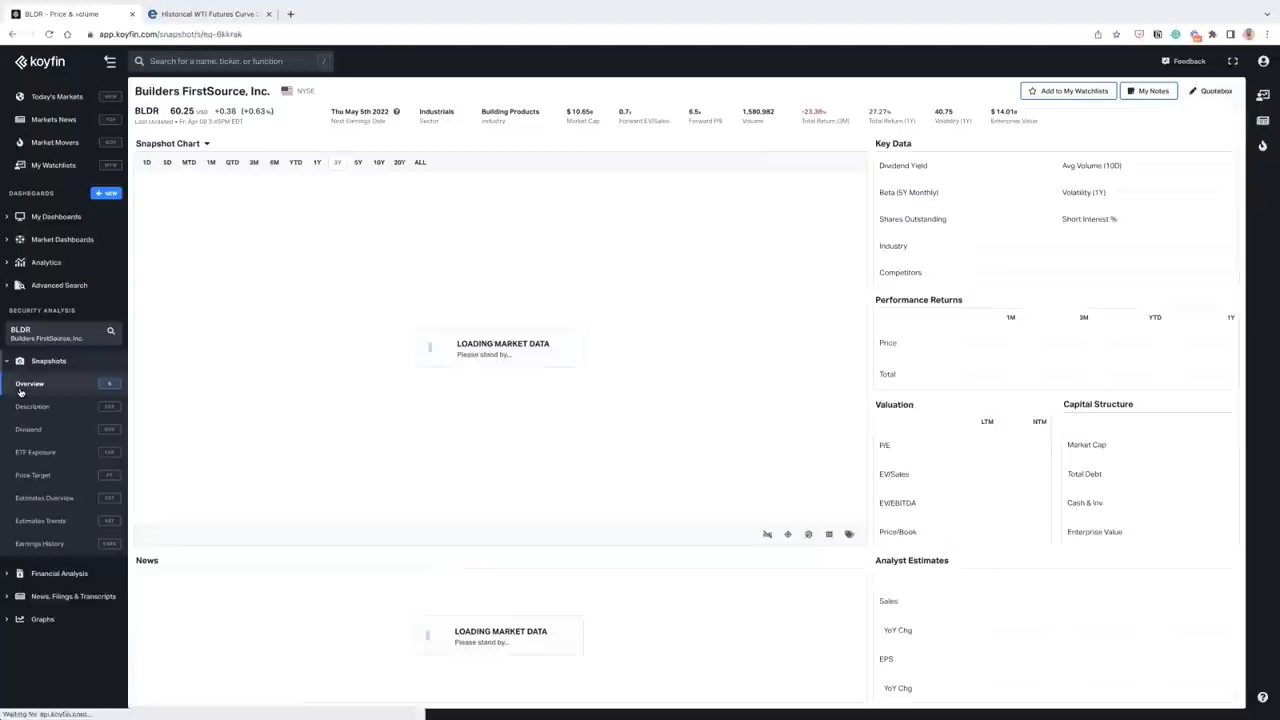 BLDR - Price & volume
Historical WTI Futures Curve
app.koyfin.com/snapshot/s/eq-6kkrak
koyfin
Search for a name, ticker, or function /
Feedback
Today's Markets
Markets News
Market Movers
My Watchlists
DASHBOARDS
+ NEW
My Dashboards
Market Dashboards
Analytics
Advanced Search
SECURITY ANALYSIS
BLDR
Builders FirstSource, Inc.
Snapshots
Overview
Description
Dividend
ETF Exposure
Price Target
Estimates Overview
Estimates Trends
Earnings History
Financial Analysis
News, Filings & Transcripts
Graphs
Waiting for api.koyfin.com...
Builders FirstSource, Inc. NYSE
Add to My Watchlists
My Notes
Quotebox
BLDR 60.25 USD +0.38 (+0.63%)
Last Updated • Fri Apr 08 3:45PM EDT
Thu May 5th 2022
Next Earnings Date
Industrials
Sector
Building Products
Industry
$ 10.65B
Market Cap
0.7x
Forward EV/Sales
6.5x
Forward P/E
1,580,982
Volume
-23.38%
Total Return (3M)
27.27%
Total Return (1Y)
40.75
Volatility (1Y)
$ 14.01B
Enterprise Value
Snapshot Chart
1D 5D MTD 1M QTD 3M 6M YTD 1Y 3Y 5Y 10Y 20Y ALL
LOADING MARKET DATA
Please stand by...
News
LOADING MARKET DATA
Please stand by...
Key Data
Dividend Yield Avg Volume (10D)
Beta (5Y Monthly) Volatility (1Y)
Shares Outstanding Short Interest %
Industry
Competitors
Performance Returns
1M 3M YTD 1Y
Price
Total
Valuation
LTM NTM
P/E
EV/Sales
EV/EBITDA
Price/Book
Capital Structure
Market Cap
Total Debt
Cash & Inv.
Enterprise Value
Analyst Estimates
Sales
YoY Chg
EPS
YoY Chg